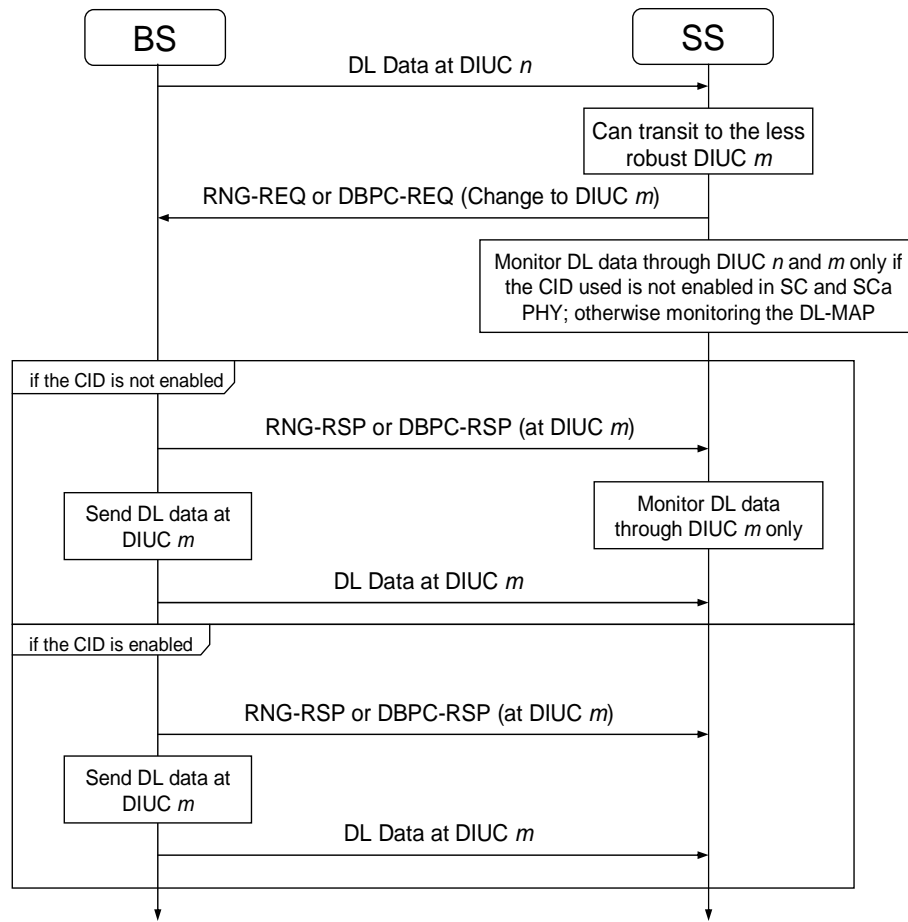 BS
SS
DL Data at DIUC n
Can transit to the less
robust DIUC m
RNG-REQ or DBPC-REQ (Change to DIUC m)
Monitor DL data through DIUC n and m only if
the CID used is not enabled in SC and SCa
PHY; otherwise monitoring the DL-MAP
if the CID is not enabled
RNG-RSP or DBPC-RSP (at DIUC m)
Send DL data at
DIUC m
Monitor DL data
through DIUC m only
DL Data at DIUC m
if the CID is enabled
RNG-RSP or DBPC-RSP (at DIUC m)
Send DL data at
DIUC m
DL Data at DIUC m